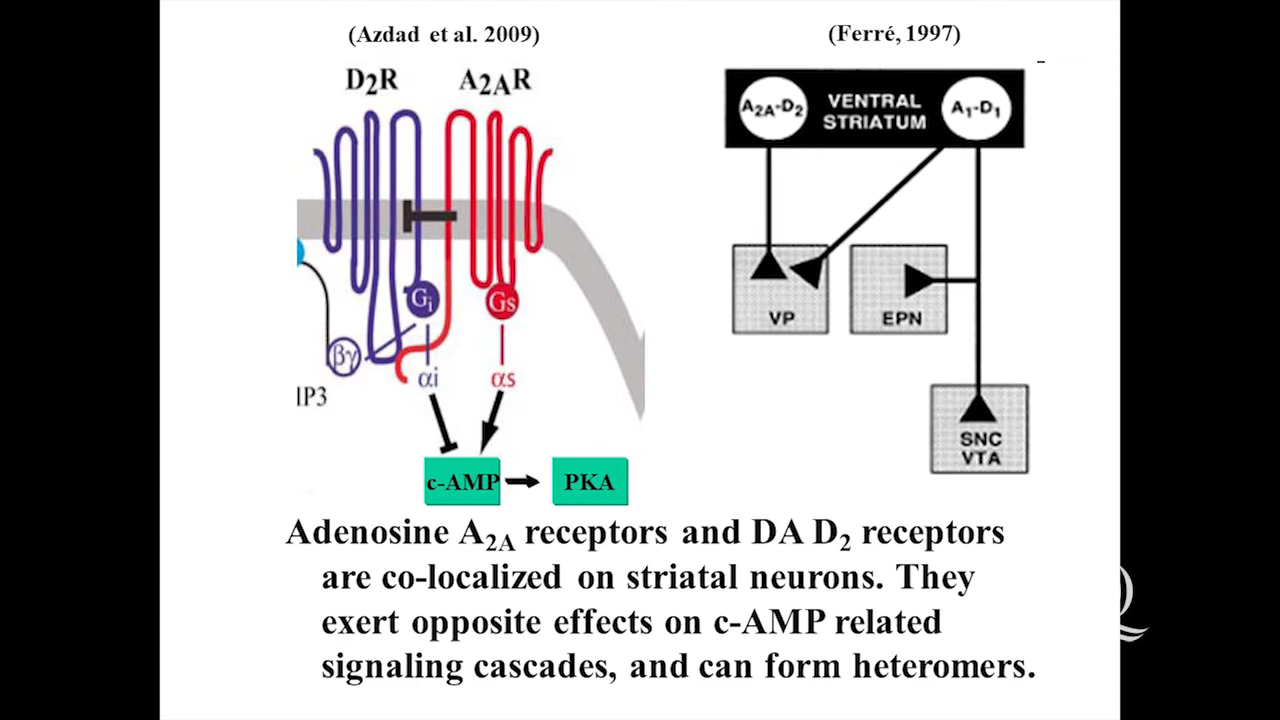 (Azdad et al. 2009)
D2R A2AR
Gi Gs
βγ
αi αs
IP3
c-AMP PKA
(Ferré, 1997)
A2A-D2 VENTRAL STRIATUM A1-D1
VP EPN
SNC
VTA
Adenosine A2A receptors and DA D2 receptors
are co-localized on striatal neurons. They
exert opposite effects on c-AMP related
signaling cascades, and can form heteromers.